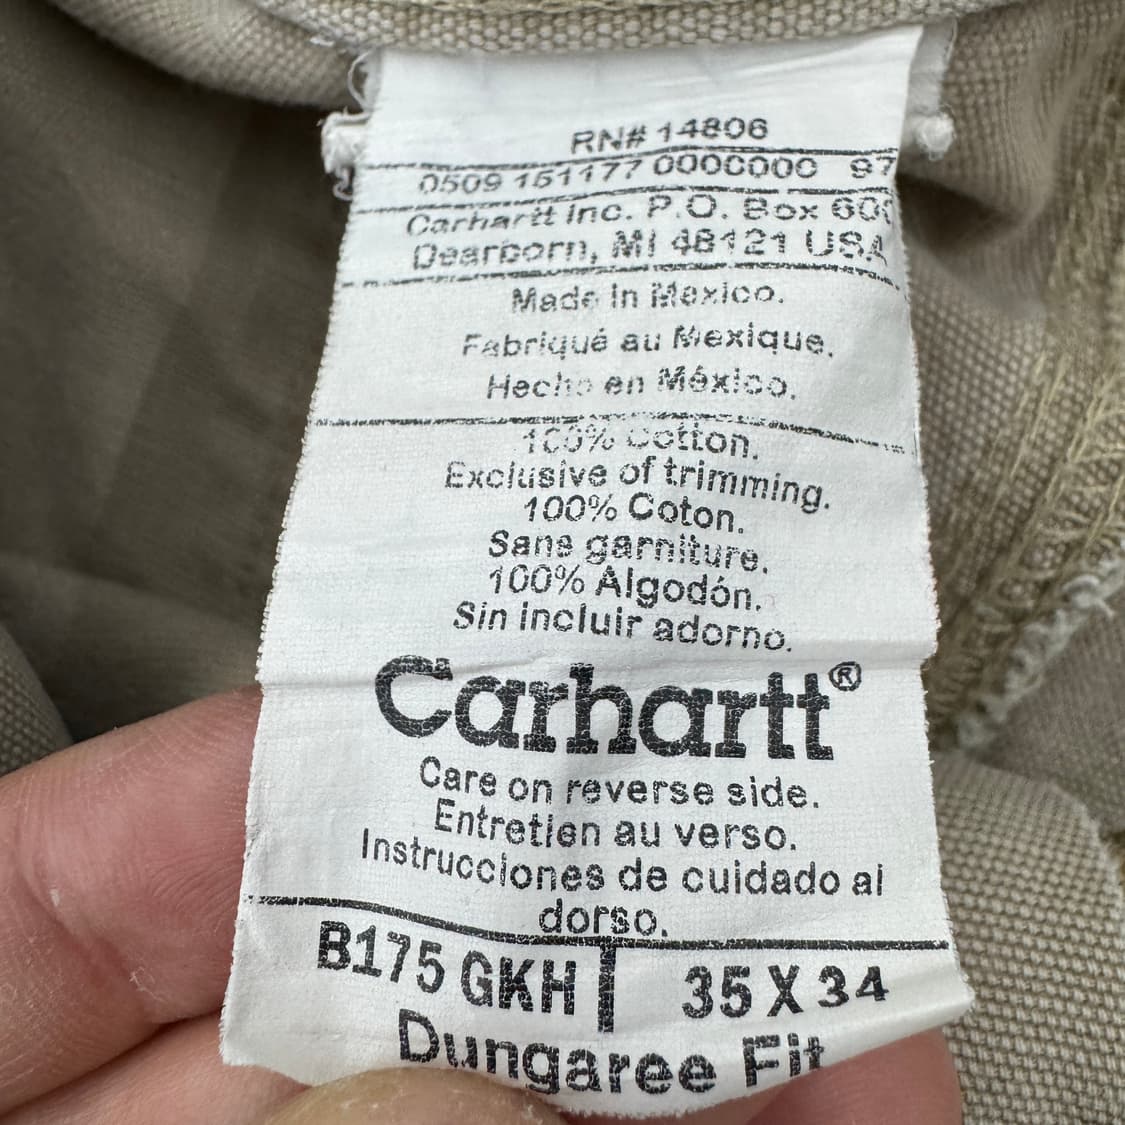 RN# 14806
0509 151177 0000000 97
Carhartt Inc. P.O. Box 600
Dearborn, MI 48121 USA
Made In Mexico.
Fabriqué au Mexique.
Hecho en México.
100% Cotton.
Exclusive of trimming.
100% Coton.
Sans garniture.
100% Algodón.
Sin incluir adorno.
Carhartt®
Care on reverse side.
Entretien au verso.
Instrucciones de cuidado al
dorso.
B175 GKH 35 X 34
Dungaree Fit